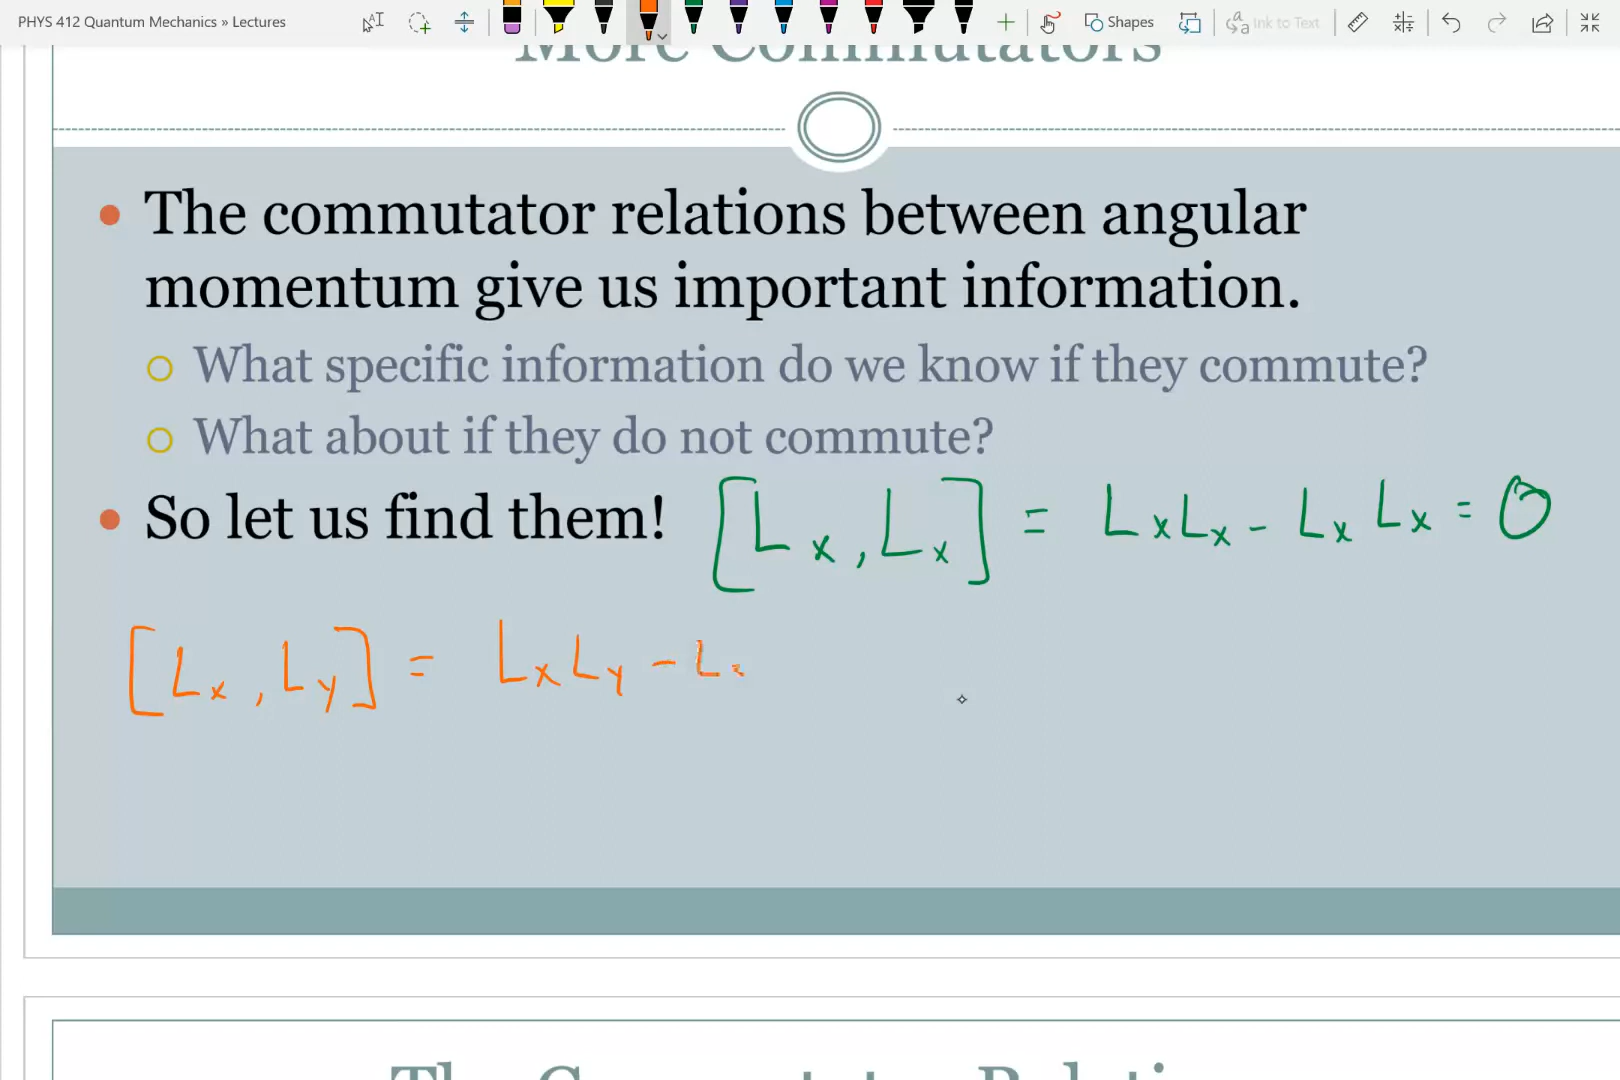 PHYS 412 Quantum Mechanics » Lectures
Shapes
Ink to Text
More Commutators
The commutator relations between angular
momentum give us important information.
What specific information do we know if they commute?
What about if they do not commute?
So let us find them!
[Lx, Lx] = LxLx - LxLx = 0
[Lx, Ly] = LxLy - L